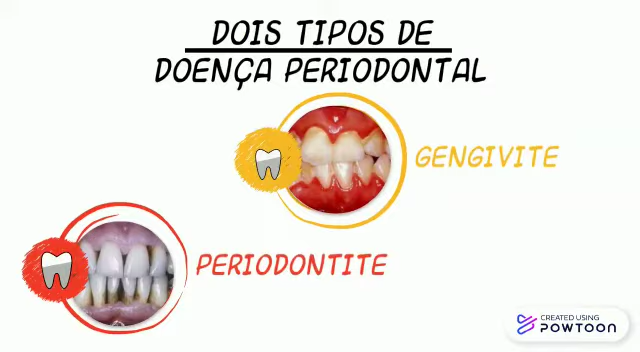 DOIS TIPOS DE
DOENÇA PERIODONTAL
GENGIVITE
PERIODONTITE
CREATED USING
POWTOON